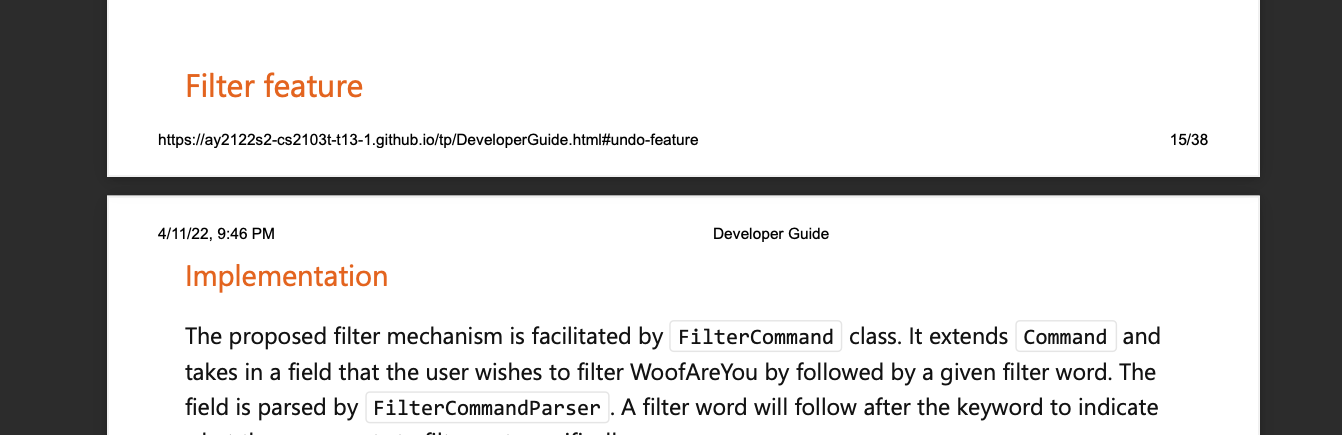 Filter feature
https://ay2122s2-cs2103t-t13-1.github.io/tp/DeveloperGuide.html#undo-feature 15/38
4/11/22, 9:46 PM Developer Guide
Implementation
The proposed filter mechanism is facilitated by FilterCommand class. It extends Command and
takes in a field that the user wishes to filter WoofAreYou by followed by a given filter word. The
field is parsed by FilterCommandParser . A filter word will follow after the keyword to indicate